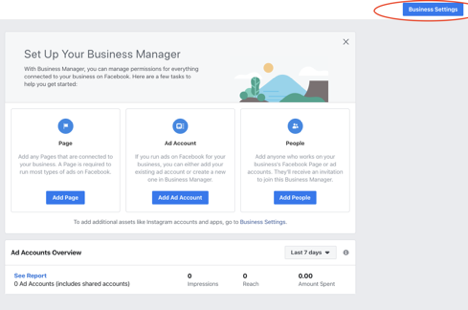 Business Settings
Set Up Your Business Manager
With Business Manager, you can manage permissions for everything
connected to your business on Facebook. Here are a few tasks to
help you get started:
Page
Add any Pages that are connected to
your business. A Page is required to
run most types of ads on Facebook.
Add Page
Ad Account
If you run ads on Facebook for your
business, you can either add your
existing ad account or create a new
one in Business Manager.
Add Ad Account
People
Add anyone who works on your
business's Facebook Page or ad
accounts. They'll receive an invitation
to join this Business Manager.
Add People
To add additional assets like Instagram accounts and apps, go to Business Settings.
Ad Accounts Overview
Last 7 days
See Report
0 Ad Accounts (includes shared accounts)
0
Impressions
0
Reach
0.00
Amount Spent